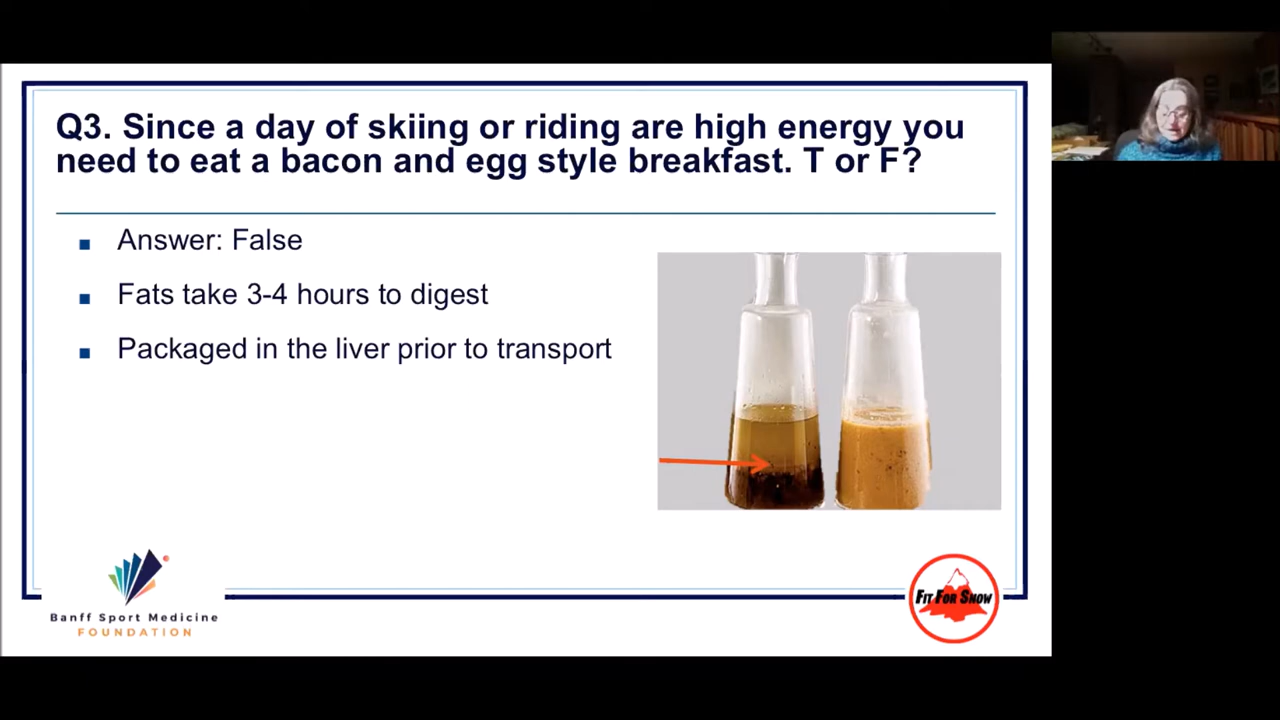 Q3. Since a day of skiing or riding are high energy you
need to eat a bacon and egg style breakfast. T or F?
Answer: False
Fats take 3-4 hours to digest
Packaged in the liver prior to transport
Banff Sport Medicine
FOUNDATION
FIT FOR SNOW